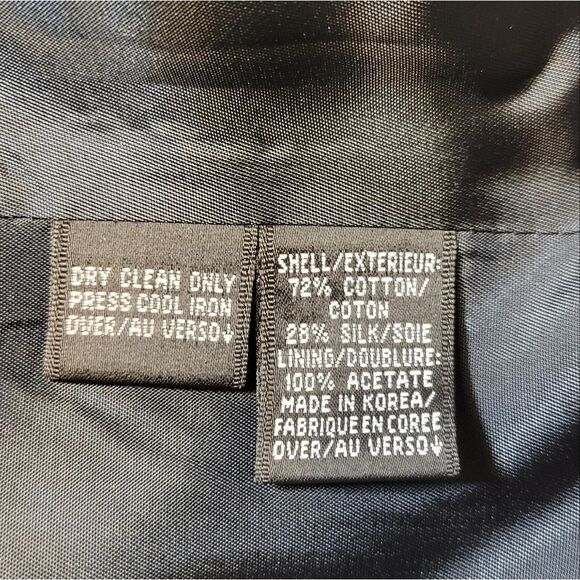 DRY CLEAN ONLY
PRESS COOL IRON
OVER/AU VERSO↓
SHELL/EXTERIEUR:
72% COTTON/
COTON
28% SILK/SOIE
LINING/DOUBLURE:
100% ACETATE
MADE IN KOREA/
FABRIQUE EN COREE
OVER/AU VERSO↓